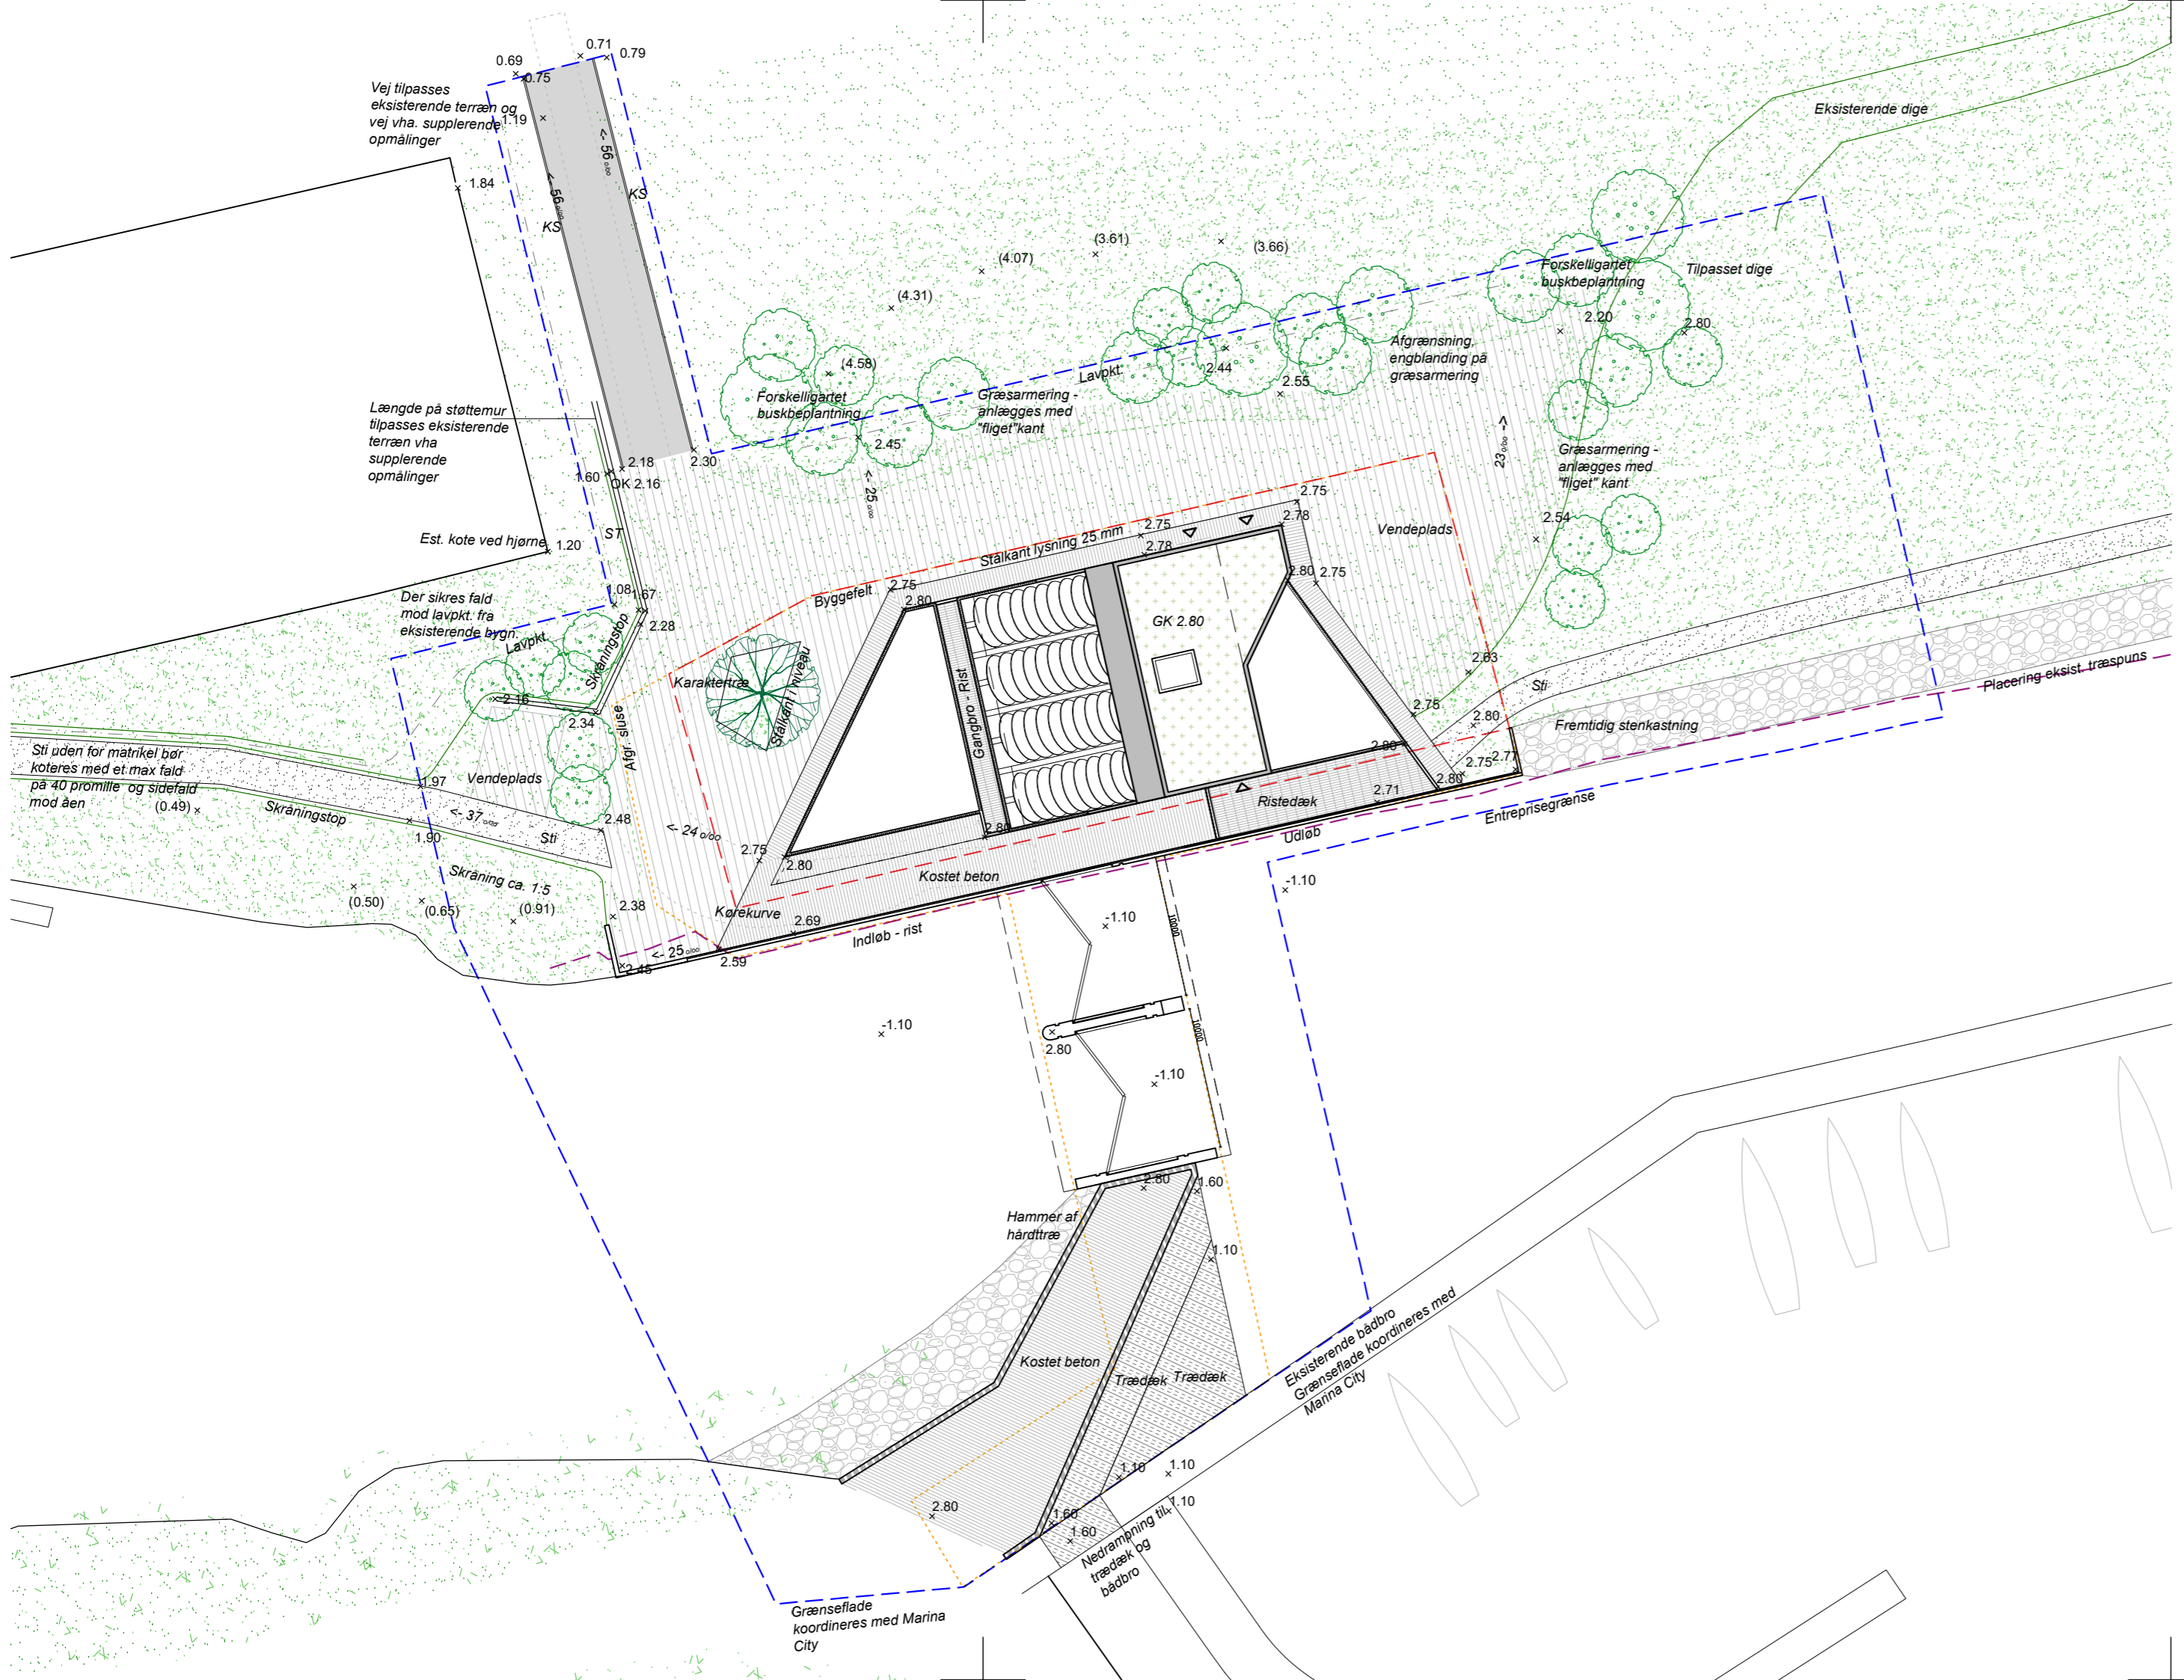 0.71
0.79
0.69
0.75
Vej tilpasses
eksisterende terræn og
vej vha. supplerende
opmålinger
1.19
<- 56 o/oo
<- 56 o/oo
KS
KS
1.84
Eksisterende dige
(3.61)
(3.66)
(4.07)
(4.31)
(4.58)
Forskelligartet
buskbeplantning
Tilpasset dige
2.20
2.80
Afgrænsning,
engblanding på
græsarmering
Lavpkt.
2.44
2.55
Forskelligartet
buskbeplantning
Græsarmering -
anlægges med
"fliget"kant
2.45
<- 25 o/oo
23 o/oo ->
Græsarmering -
anlægges med
"fliget" kant
2.54
Længde på støttemur
tilpasses eksisterende
terræn vha
supplerende
opmålinger
2.18
2.30
1.60
OK 2.16
ST
Est. kote ved hjørne
1.20
2.75
2.78
2.75
2.78
Vendeplads
Stålkant lysning 25 mm
2.80
2.75
2.75
2.80
Byggefelt
1.08
1.67
2.28
Der sikres fald
mod lavpkt. fra
eksisterende bygn.
Lavpkt.
Skråningstop
GK 2.80
Karaktertræ
Stålkant i niveau
Gangbro - Rist
2.63
Sti
2.75
2.80
Fremtidig stenkastning
Placering eksist. træspuns
2.16
2.34
Afgr. sluse
2.80
2.77
2.75
2.80
Sti uden for matrikel bør
koteres med et max fald
på 40 promille og sidefald
mod åen
(0.49)
Vendeplads
1.97
Skråningstop
<- 37 o/oo
Sti
2.48
1.90
<- 24 o/oo
2.75
2.80
2.80
Ristedæk
2.71
Udløb
Entreprisegrænse
Skråning ca. 1:5
(0.50)
(0.65)
(0.91)
2.38
Kostet beton
Kørekurve
2.69
Indløb - rist
<- 25 o/oo
2.45
2.59
-1.10
-1.10
10000
-1.10
10000
2.80
-1.10
2.80
1.60
Hammer af
hårdttræ
1.10
Kostet beton
Trædæk
Trædæk
Eksisterende bådbro
Grænseflade koordineres med
Marina City
1.10
1.10
1.10
2.80
1.60
1.60
Nedrampning til
trædæk og
bådbro
Grænseflade
koordineres med Marina
City